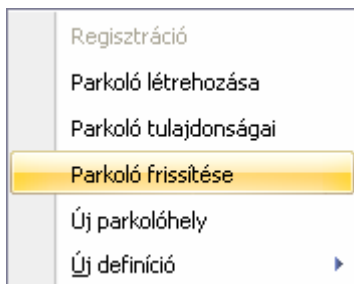 Regisztráció
Parkoló létrehozása
Parkoló tulajdonságai
Parkoló frissítése
Új parkolóhely
Új definíció